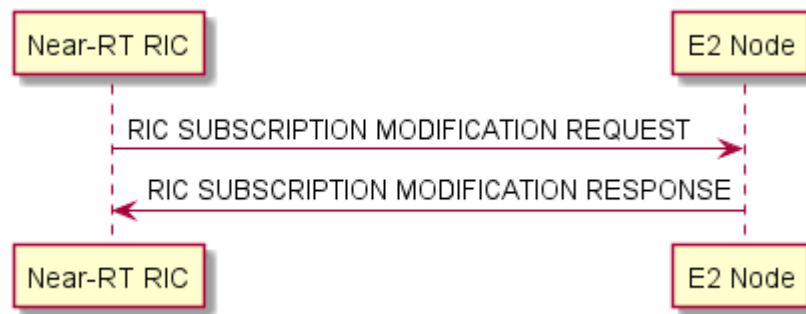 Near-RT RIC
E2 Node
RIC SUBSCRIPTION MODIFICATION REQUEST
RIC SUBSCRIPTION MODIFICATION RESPONSE
Near-RT RIC
E2 Node